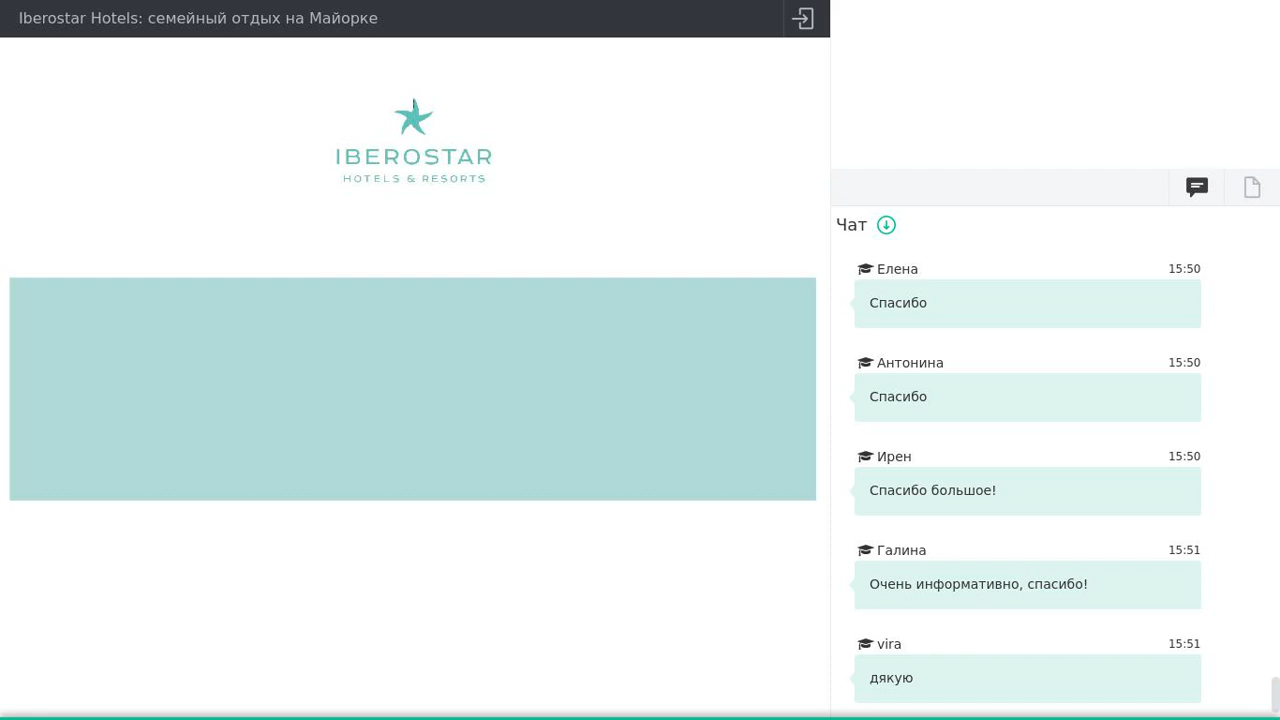 Iberostar Hotels: семейный отдых на Майорке
IBEROSTAR
HOTELS & RESORTS
Чат
Елена 15:50
Спасибо
Антонина 15:50
Спасибо
Ирен 15:50
Спасибо большое!
Галина 15:51
Очень информативно, спасибо!
vira 15:51
дякую